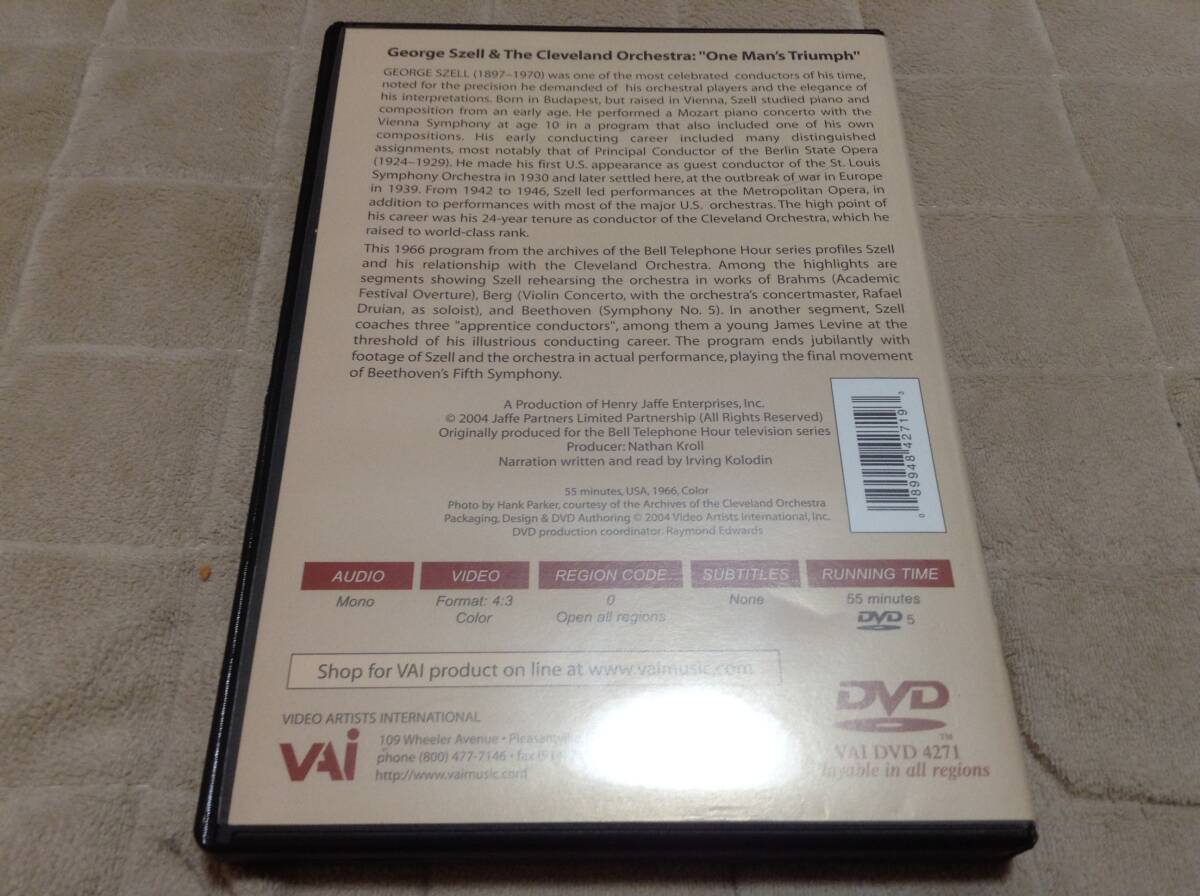 George Szell & The Cleveland Orchestra: "One Man's Triumph"
GEORGE SZELL (1897–1970) was one of the most celebrated conductors of his time,
noted for the precision he demanded of his orchestral players and the elegance of
his interpretations. Born in Budapest, but raised in Vienna, Szell studied piano and
composition from an early age. He performed a Mozart piano concerto with the
Vienna Symphony at age 10 in a program that also included one of his own
compositions. His early conducting career included many distinguished
assignments, most notably that of Principal Conductor of the Berlin State Opera
(1924–1929). He made his first U.S. appearance as guest conductor of the St. Louis
Symphony Orchestra in 1930 and later settled here, at the outbreak of war in Europe
in 1939. From 1942 to 1946, Szell led performances at the Metropolitan Opera, in
addition to performances with most of the major U.S. orchestras. The high point of
his career was his 24-year tenure as conductor of the Cleveland Orchestra, which he
raised to world-class rank.
This 1966 program from the archives of the Bell Telephone Hour series profiles Szell
and his relationship with the Cleveland Orchestra. Among the highlights are
segments showing Szell rehearsing the orchestra in works of Brahms (Academic
Festival Overture), Berg (Violin Concerto, with the orchestra's concertmaster, Rafael
Druian, as soloist), and Beethoven (Symphony No. 5). In another segment, Szell
coaches three "apprentice conductors", among them a young James Levine at the
threshold of his illustrious conducting career. The program ends jubilantly with
footage of Szell and the orchestra in actual performance, playing the final movement
of Beethoven's Fifth Symphony.
A Production of Henry Jaffe Enterprises, Inc.
© 2004 Jaffe Partners Limited Partnership (All Rights Reserved)
Originally produced for the Bell Telephone Hour television series
Producer: Nathan Kroll
Narration written and read by Irving Kolodin
0 89948 42719 3
55 minutes, USA, 1966, Color
Photo by Hank Parker, courtesy of the Archives of the Cleveland Orchestra
Packaging, Design & DVD Authoring © 2004 Video Artists International, Inc.
DVD production coordinator: Raymond Edwards
AUDIO VIDEO REGION CODE SUBTITLES RUNNING TIME
Mono Format: 4:3 0 None 55 minutes
Color Open all regions DVD 5
Shop for VAI product on line at www.vaimusic.com
VIDEO ARTISTS INTERNATIONAL
VAI
109 Wheeler Avenue •
phone (800) 477-7146 • fax
http://www.vaimusic.com
DVD
™
VAI DVD 4271
Playable in all regions